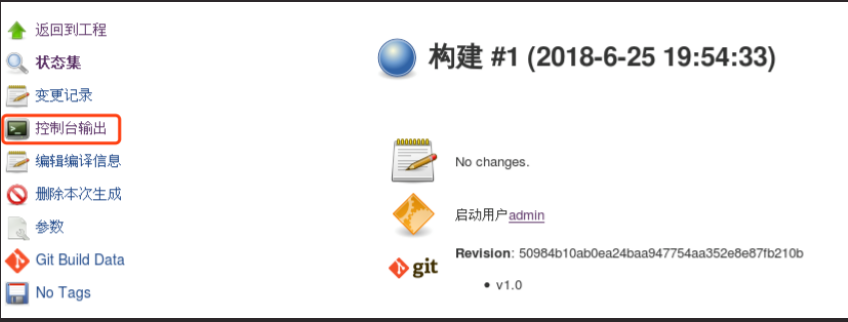 返回到工程
状态集
变更记录
控制台输出
编辑编译信息
删除本次生成
参数
Git Build Data
No Tags
构建 #1 (2018-6-25 19:54:33)
No changes.
启动用户admin
git
Revision: 50984b10ab0ea24baa947754aa352e8e87fb210b
v1.0